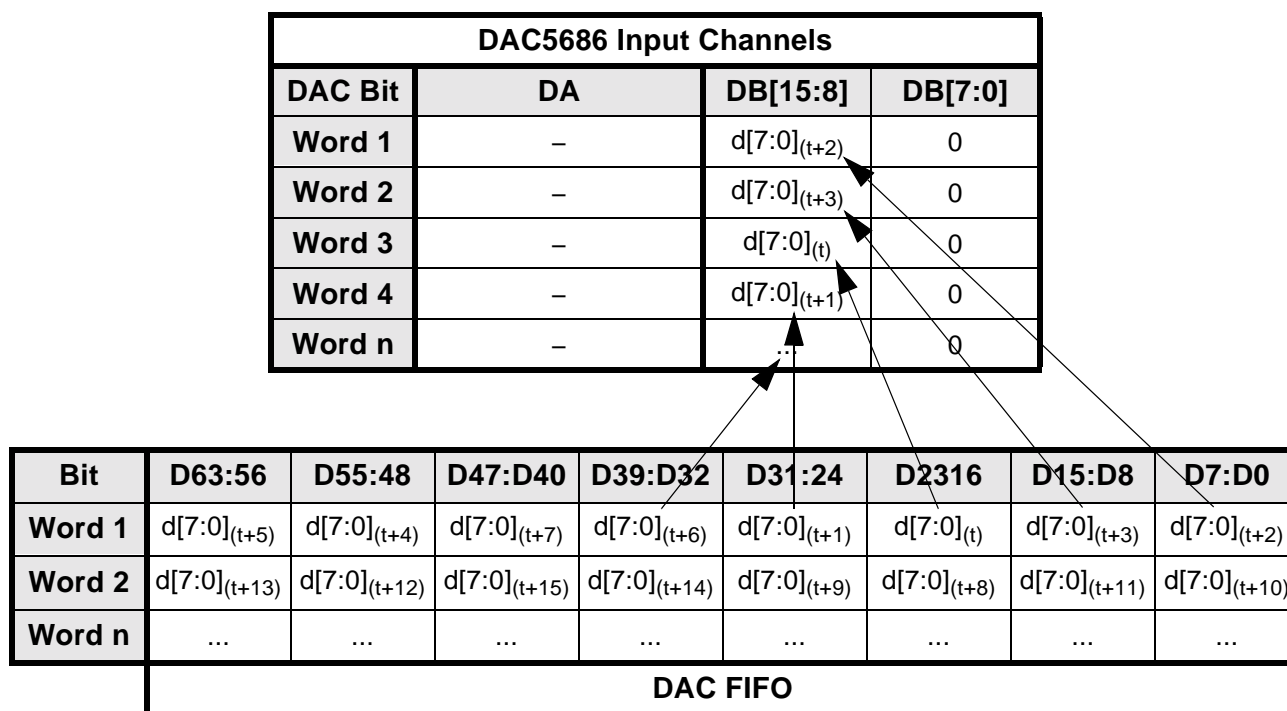 DAC5686 Input Channels
DAC Bit DA DB[15:8] DB[7:0]
Word 1 – d[7:0](t+2) 0
Word 2 – d[7:0](t+3) 0
Word 3 – d[7:0](t) 0
Word 4 – d[7:0](t+1) 0
Word n – ... 0
Bit D63:56 D55:48 D47:D40 D39:D32 D31:24 D2316 D15:D8 D7:D0
Word 1 d[7:0](t+5) d[7:0](t+4) d[7:0](t+7) d[7:0](t+6) d[7:0](t+1) d[7:0](t) d[7:0](t+3) d[7:0](t+2)
Word 2 d[7:0](t+13) d[7:0](t+12) d[7:0](t+15) d[7:0](t+14) d[7:0](t+9) d[7:0](t+8) d[7:0](t+11) d[7:0](t+10)
Word n ... ... ... ... ... ... ... ...
DAC FIFO